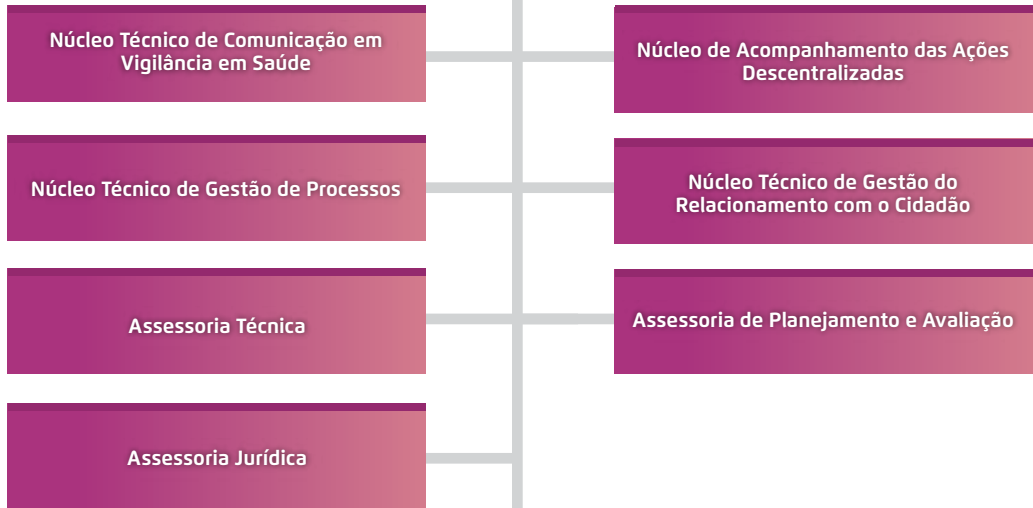 Núcleo Técnico de Comunicação em
Vigilância em Saúde
Núcleo de Acompanhamento das Ações
Descentralizadas
Núcleo Técnico de Gestão de Processos
Núcleo Técnico de Gestão do
Relacionamento com o Cidadão
Assessoria Técnica
Assessoria de Planejamento e Avaliação
Assessoria Jurídica